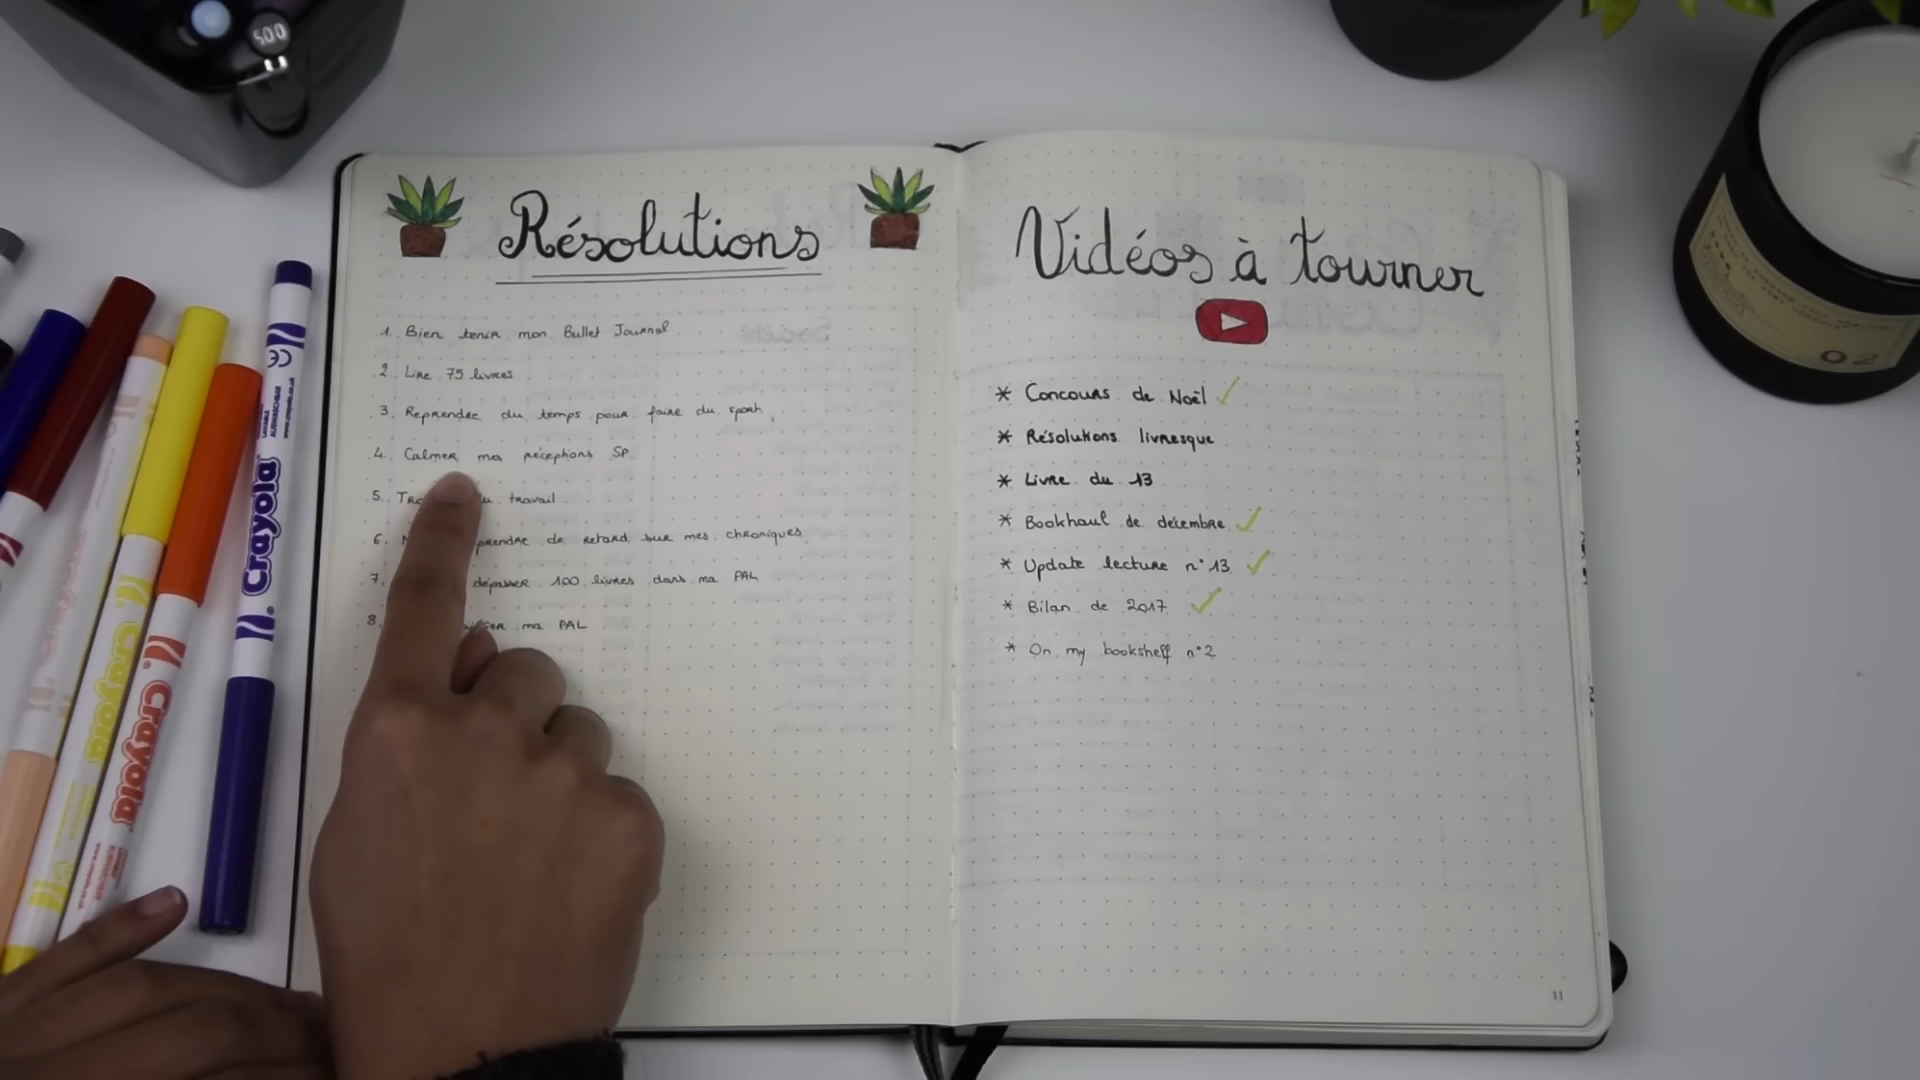 500
Résolutions
1. Bien tenir mon Bullet Journal
2. Lire 75 livres
3. Reprendre du temps pour faire du sport
4. Calmer mes réceptions SP
5. travail
6. prendre de retard sur mes chroniques
7. dépasser 100 livres dans ma PAL
8. ma PAL
Vidéos à tourner
* Concours de Noël ✓
* Résolutions livresque
* Livre du 13
* Bookhaul de décembre ✓
* Update lecture n°13 ✓
* Bilan de 2017 ✓
* On my bookshelf n°2
11
Crayola
Crayola
Crayola
02